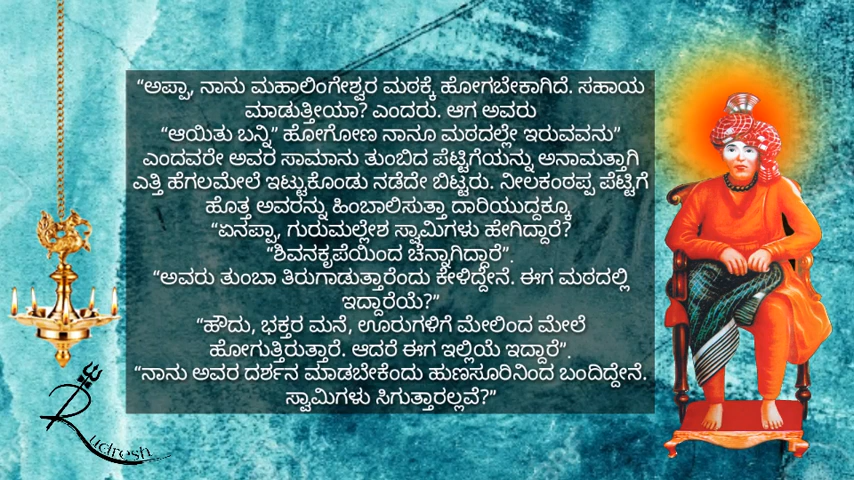 “ಅಪ್ಪಾ, ನಾನು ಮಹಾಲಿಂಗೇಶ್ವರ ಮಠಕ್ಕೆ ಹೋಗಬೇಕಾಗಿದೆ. ಸಹಾಯ
ಮಾಡುತ್ತೀಯಾ? ಎಂದರು. ಆಗ ಅವರು
“ಆಯಿತು ಬನ್ನಿ” ಹೋಗೋಣ ನಾನೂ ಮಠದಲ್ಲೇ ಇರುವವನು”
ಎಂದವರೇ ಅವರ ಸಾಮಾನು ತುಂಬಿದ ಪೆಟ್ಟಿಗೆಯನ್ನು ಅನಾಮತ್ತಾಗಿ
ಎತ್ತಿ ಹೆಗಲಮೇಲೆ ಇಟ್ಟುಕೊಂಡು ನಡೆದೇ ಬಿಟ್ಟರು. ನೀಲಕಂಠಪ್ಪ ಪೆಟ್ಟಿಗೆ
ಹೊತ್ತ ಅವರನ್ನು ಹಿಂಬಾಲಿಸುತ್ತಾ ದಾರಿಯುದ್ದಕ್ಕೂ
“ಏನಪ್ಪಾ, ಗುರುಮಲ್ಲೇಶ ಸ್ವಾಮಿಗಳು ಹೇಗಿದ್ದಾರೆ?
“ಶಿವನಕೃಪೆಯಿಂದ ಚೆನ್ನಾಗಿದ್ದಾರೆ”.
“ಅವರು ತುಂಬಾ ತಿರುಗಾಡುತ್ತಾರೆಂದು ಕೇಳಿದ್ದೇನೆ. ಈಗ ಮಠದಲ್ಲಿ
ಇದ್ದಾರೆಯೆ?”
“ಹೌದು, ಭಕ್ತರ ಮನೆ, ಊರುಗಳಿಗೆ ಮೇಲಿಂದ ಮೇಲೆ
ಹೋಗುತ್ತಿರುತ್ತಾರೆ. ಆದರೆ ಈಗ ಇಲ್ಲಿಯೆ ಇದ್ದಾರೆ”.
“ನಾನು ಅವರ ದರ್ಶನ ಮಾಡಬೇಕೆಂದು ಹುಣಸೂರಿನಿಂದ ಬಂದಿದ್ದೇನೆ.
ಸ್ವಾಮಿಗಳು ಸಿಗುತ್ತಾರಲ್ಲವೆ?”
Rudresh